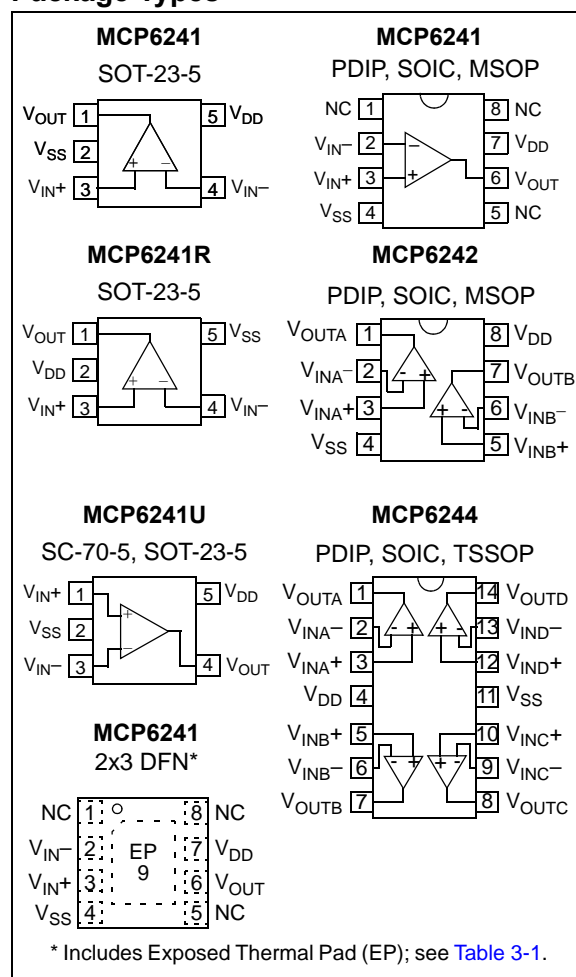 Package Types
MCP6241
SOT-23-5
VOUT 1
5 VDD
VSS 2
+ −
VIN+ 3
4 VIN−
MCP6241
PDIP, SOIC, MSOP
NC 1
8 NC
VIN− 2
−
7 VDD
VIN+ 3
+
6 VOUT
VSS 4
5 NC
MCP6241R
SOT-23-5
VOUT 1
5 VSS
VDD 2
+ −
VIN+ 3
4 VIN−
MCP6242
PDIP, SOIC, MSOP
VOUTA 1
8 VDD
VINA− 2
- +
7 VOUTB
VINA+ 3
+ -
6 VINB−
VSS 4
5 VINB+
MCP6241U
SC-70-5, SOT-23-5
VIN+ 1
+
5 VDD
VSS 2
VIN− 3
−
4 VOUT
MCP6244
PDIP, SOIC, TSSOP
VOUTA 1
14 VOUTD
VINA− 2
- + + -
13 VIND−
VINA+ 3
12 VIND+
VDD 4
11 VSS
VINB+ 5
10 VINC+
VINB− 6
- + + -
9 VINC−
VOUTB 7
8 VOUTC
MCP6241
2x3 DFN*
NC 1
8 NC
VIN− 2
EP
7 VDD
VIN+ 3
9
6 VOUT
VSS 4
5 NC
* Includes Exposed Thermal Pad (EP); see Table 3-1.